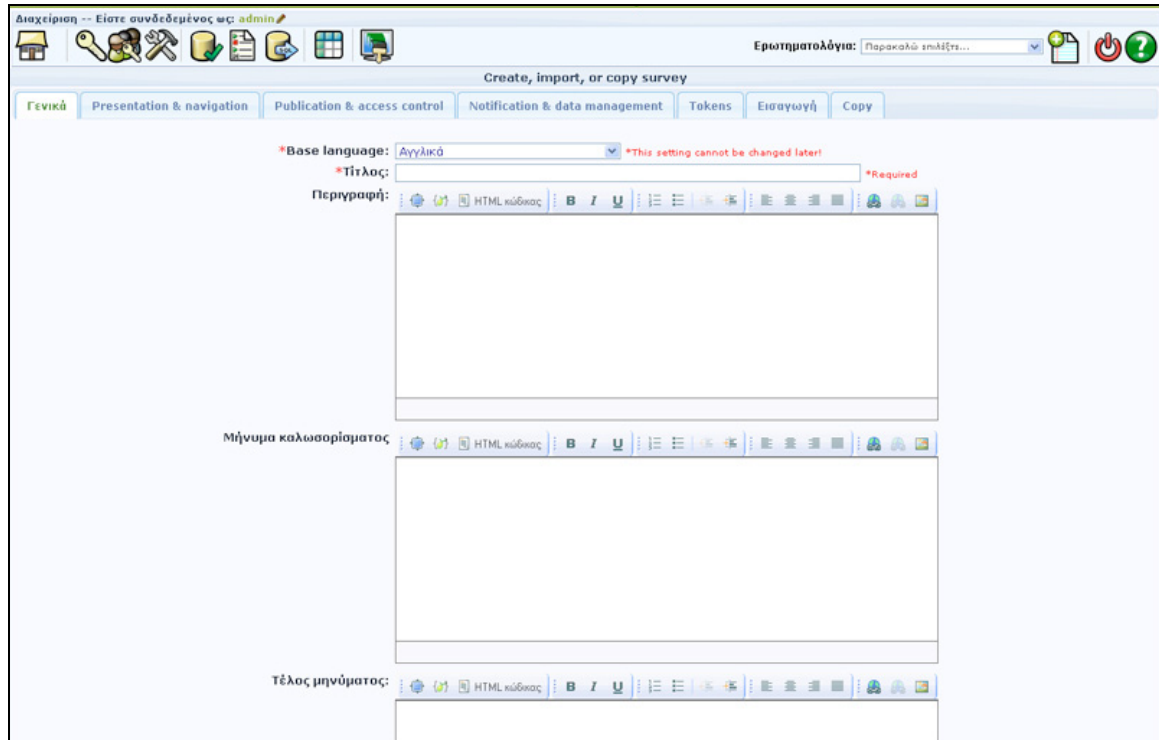 Διαχείριση -- Είστε συνδεδεμένος ως: admin
Ερωτηματολόγια: Παρακαλώ επιλέξτε...
Create, import, or copy survey
Γενικά Presentation & navigation Publication & access control Notification & data management Tokens Εισαγωγή Copy
*Base language: Αγγλικά *This setting cannot be changed later!
*Τίτλος: *Required
Περιγραφή: HTML κώδικας B I U
Μήνυμα καλωσορίσματος HTML κώδικας B I U
Τέλος μηνύματος: HTML κώδικας B I U